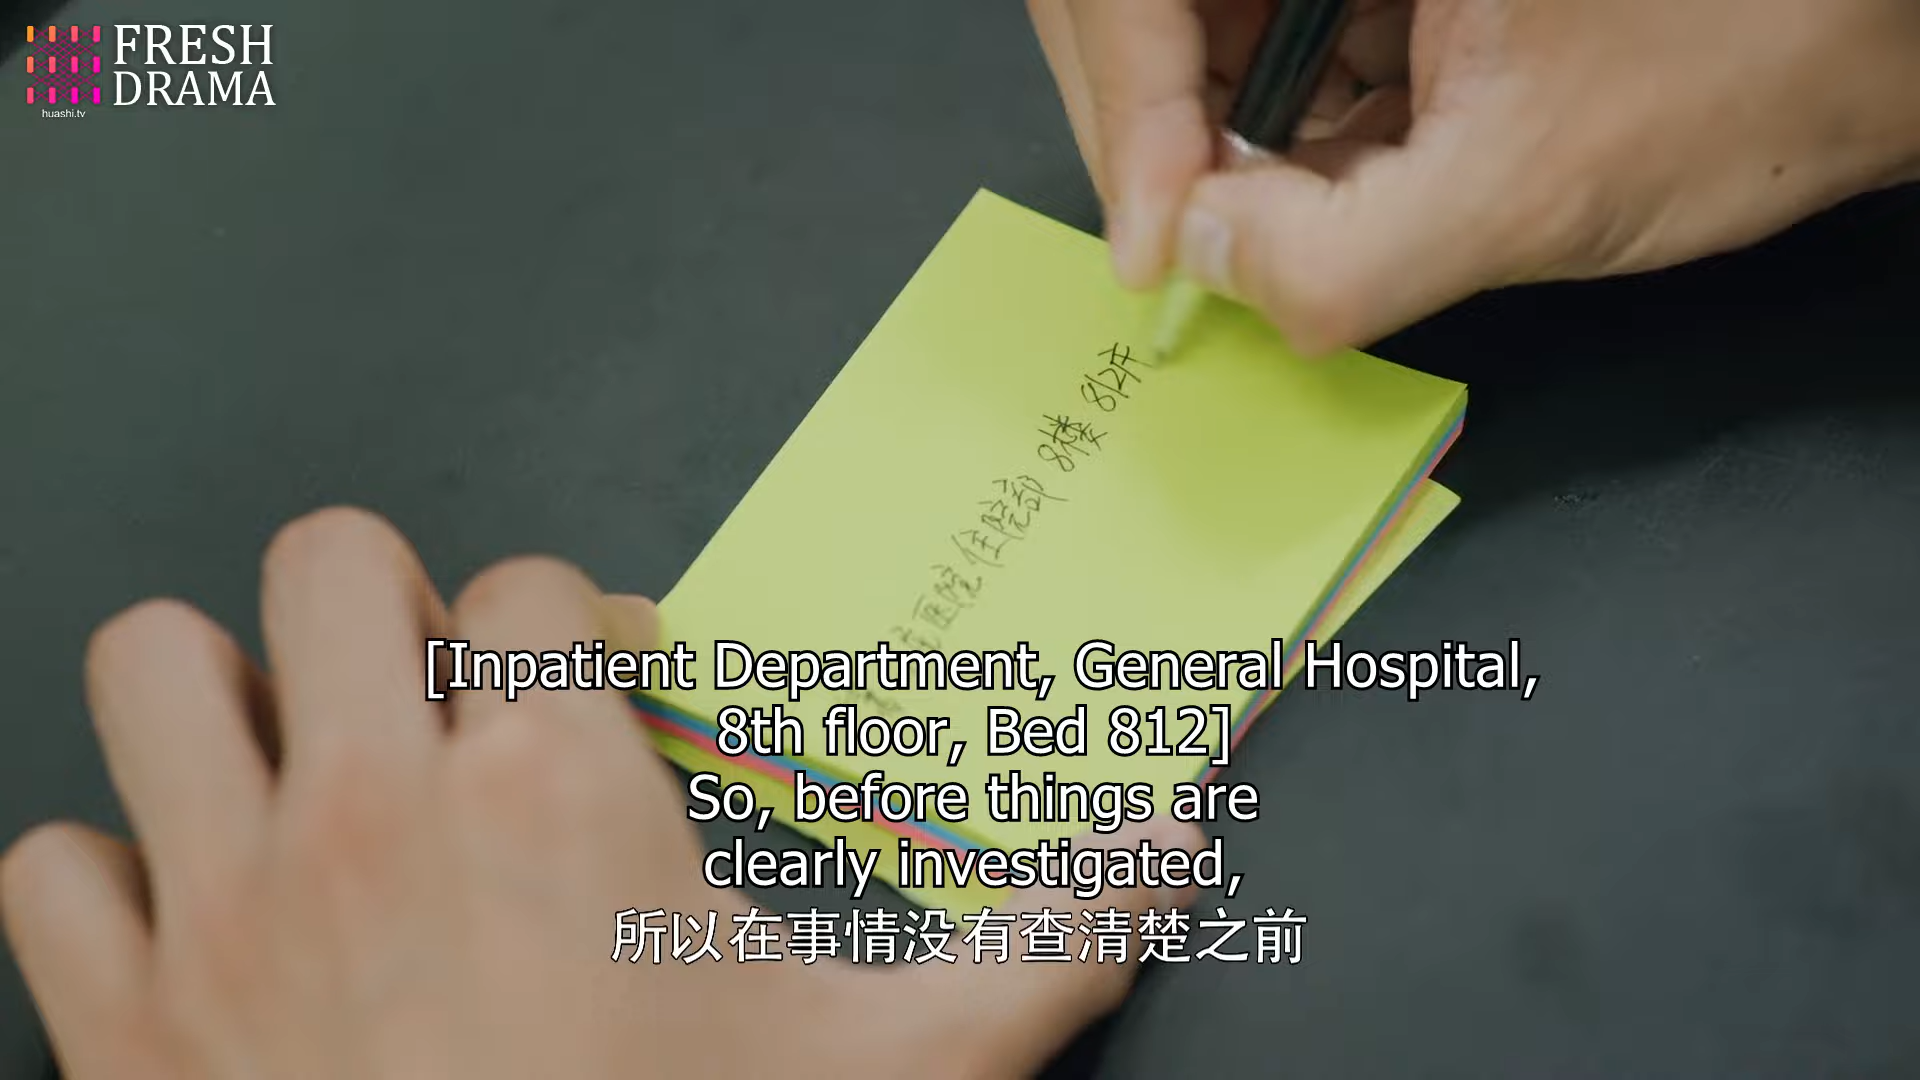 FRESH
DRAMA
huashi.tv
医院住院部 8楼 812床
[Inpatient Department, General Hospital,
8th floor, Bed 812]
So, before things are
clearly investigated,
所以在事情没有查清楚之前